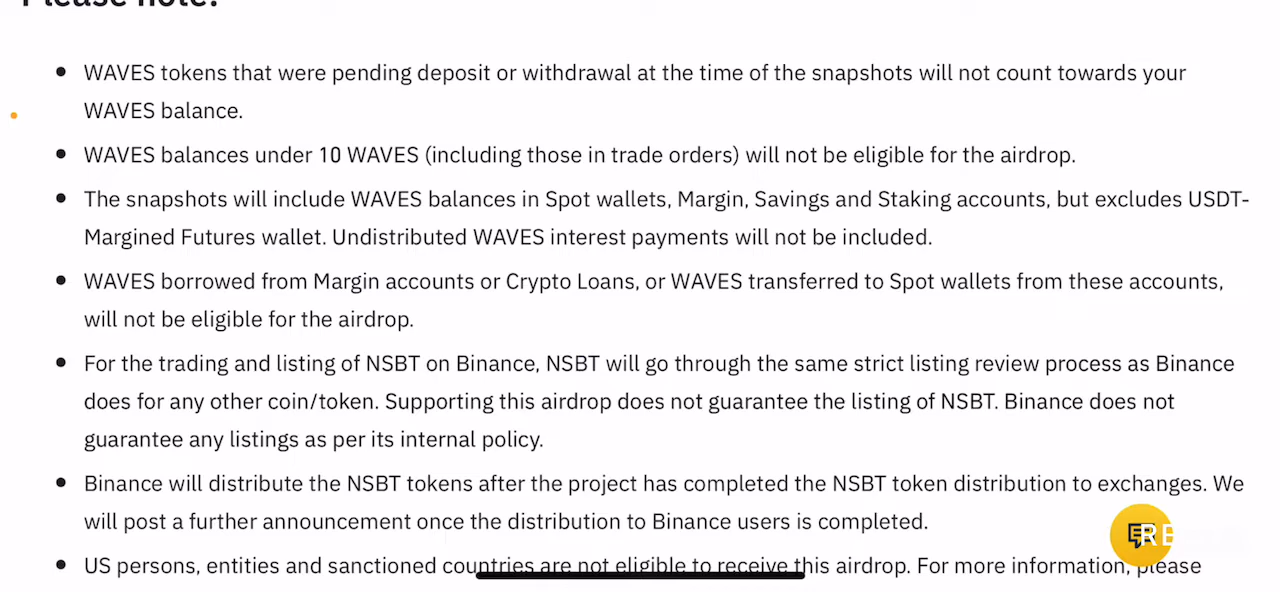 Please note:
WAVES tokens that were pending deposit or withdrawal at the time of the snapshots will not count towards your
WAVES balance.
WAVES balances under 10 WAVES (including those in trade orders) will not be eligible for the airdrop.
The snapshots will include WAVES balances in Spot wallets, Margin, Savings and Staking accounts, but excludes USDT-
Margined Futures wallet. Undistributed WAVES interest payments will not be included.
WAVES borrowed from Margin accounts or Crypto Loans, or WAVES transferred to Spot wallets from these accounts,
will not be eligible for the airdrop.
For the trading and listing of NSBT on Binance, NSBT will go through the same strict listing review process as Binance
does for any other coin/token. Supporting this airdrop does not guarantee the listing of NSBT. Binance does not
guarantee any listings as per its internal policy.
Binance will distribute the NSBT tokens after the project has completed the NSBT token distribution to exchanges. We
will post a further announcement once the distribution to Binance users is completed.
US persons, entities and sanctioned countries are not eligible to receive this airdrop. For more information, please